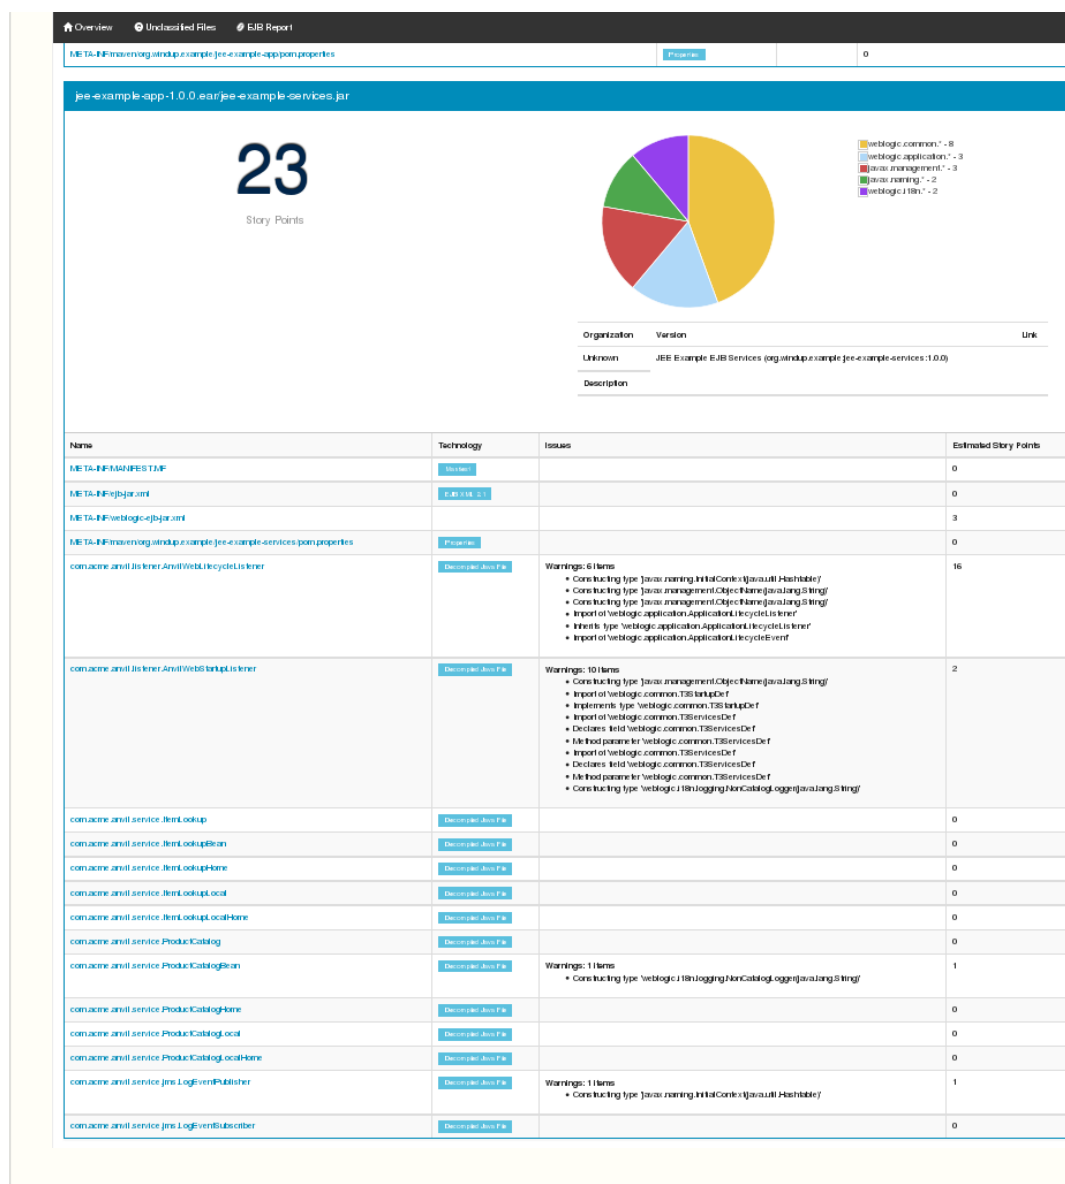 Overview Unclassified Files EJB Report
META-INF/maven/org.windup.example/jee-example-app/pom.properties Properties 0
jee-example-app-1.0.0.ear/jee-example-services.jar
23
Story Points
weblogic.common.* - 8
weblogic.application.* - 3
javax.management.* - 3
javax.naming.* - 2
weblogic.i18n.* - 2
Organization Version Link
Unknown JEE Example EJB Services (org.windup.example:jee-example-services:1.0.0)
Description
Name Technology Issues Estimated Story Points
META-INF/MANIFEST.MF Manifest 0
META-INF/ejb-jar.xml EJB XML 2.1 0
META-INF/weblogic-ejb-jar.xml 3
META-INF/maven/org.windup.example/jee-example-services/pom.properties Properties 0
com.acme.anvil.listener.AnvilWebLifecycleListener Decompiled Java File Warnings: 6 items 16
• Constructing type 'javax.naming.InitialContext(java.util.Hashtable)'
• Constructing type 'javax.management.ObjectName(java.lang.String)'
• Constructing type 'javax.management.ObjectName(java.lang.String)'
• Import of 'weblogic.application.ApplicationLifecycleListener'
• Inherits type 'weblogic.application.ApplicationLifecycleListener'
• Import of 'weblogic.application.ApplicationLifecycleEvent'
com.acme.anvil.listener.AnvilWebStartupListener Decompiled Java File Warnings: 10 items 2
• Constructing type 'javax.management.ObjectName(java.lang.String)'
• Import of 'weblogic.common.T3StartupDef'
• Implements type 'weblogic.common.T3StartupDef'
• Import of 'weblogic.common.T3ServicesDef'
• Declares field 'weblogic.common.T3ServicesDef'
• Method parameter 'weblogic.common.T3ServicesDef'
• Import of 'weblogic.common.T3ServicesDef'
• Declares field 'weblogic.common.T3ServicesDef'
• Method parameter 'weblogic.common.T3ServicesDef'
• Constructing type 'weblogic.i18n.logging.NonCatalogLogger(java.lang.String)'
com.acme.anvil.service.ItemLookup Decompiled Java File 0
com.acme.anvil.service.ItemLookupBean Decompiled Java File 0
com.acme.anvil.service.ItemLookupHome Decompiled Java File 0
com.acme.anvil.service.ItemLookupLocal Decompiled Java File 0
com.acme.anvil.service.ItemLookupLocalHome Decompiled Java File 0
com.acme.anvil.service.ProductCatalog Decompiled Java File 0
com.acme.anvil.service.ProductCatalogBean Decompiled Java File Warnings: 1 items 1
• Constructing type 'weblogic.i18n.logging.NonCatalogLogger(java.lang.String)'
com.acme.anvil.service.ProductCatalogHome Decompiled Java File 0
com.acme.anvil.service.ProductCatalogLocal Decompiled Java File 0
com.acme.anvil.service.ProductCatalogLocalHome Decompiled Java File 0
com.acme.anvil.service.jms.LogEventPublisher Decompiled Java File Warnings: 1 items 1
• Constructing type 'javax.naming.InitialContext(java.util.Hashtable)'
com.acme.anvil.service.jms.LogEventSubscriber Decompiled Java File 0